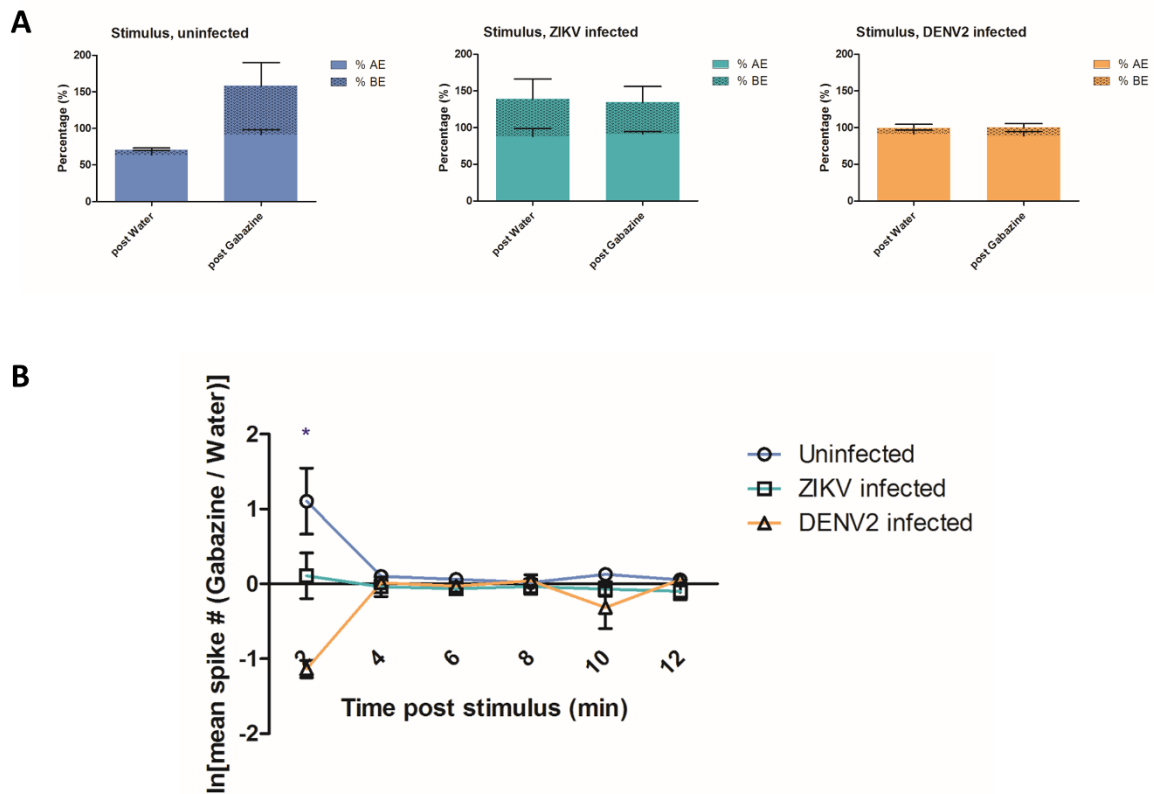 A
Stimulus, uninfected
Percentage (%)
200
150
100
50
0
post Water
post Gabazine
% AE
% BE
Stimulus, ZIKV infected
Percentage (%)
200
150
100
50
0
post Water
post Gabazine
% AE
% BE
Stimulus, DENV2 infected
Percentage (%)
200
150
100
50
0
post Water
post Gabazine
% AE
% BE
B
ln[mean spike # (Gabazine / Water)]
2
1
0
-1
-2
*
2
4
6
8
10
12
Time post stimulus (min)
Uninfected
ZIKV infected
DENV2 infected